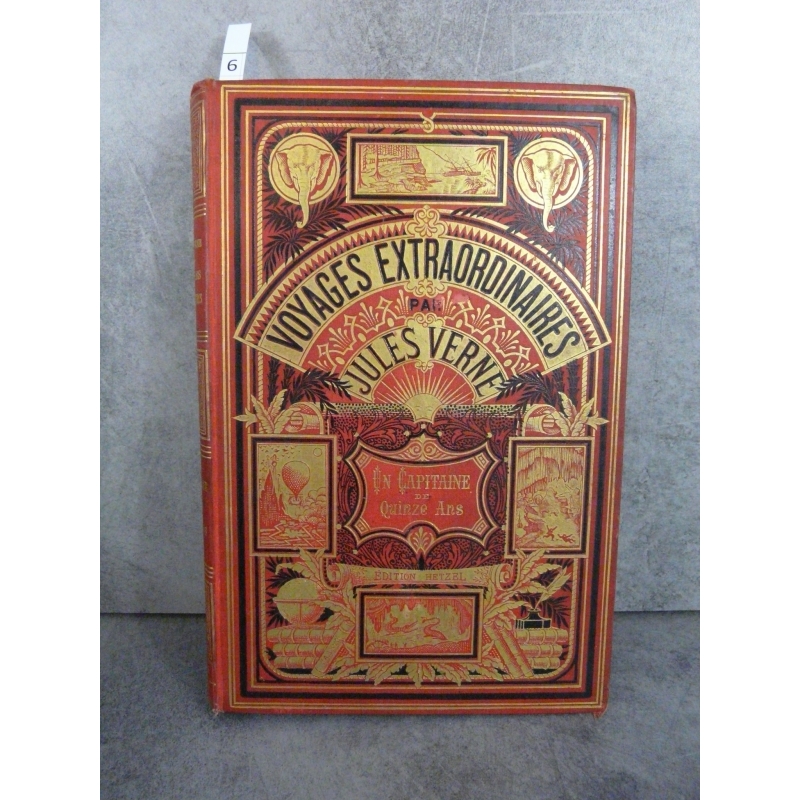 6
VOYAGES EXTRAORDINAIRES
PAR
JULES VERNE
UN CAPITAINE
DE
QUINZE ANS
EDITION HETZEL